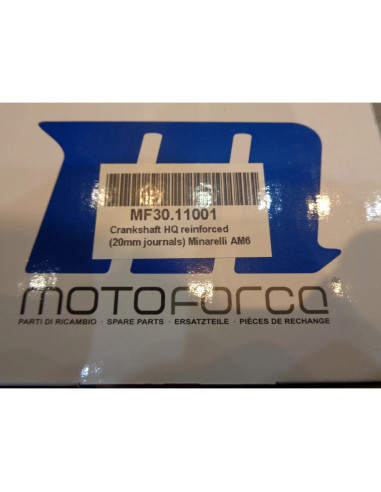 MF30.11001
Crankshaft HQ reinforced
(20mm journals) Minarelli AM6
MOTOFORCE
PARTI DI RICAMBIO · SPARE PARTS · ERSATZTEILE · PIÈCES DE RECHANGE